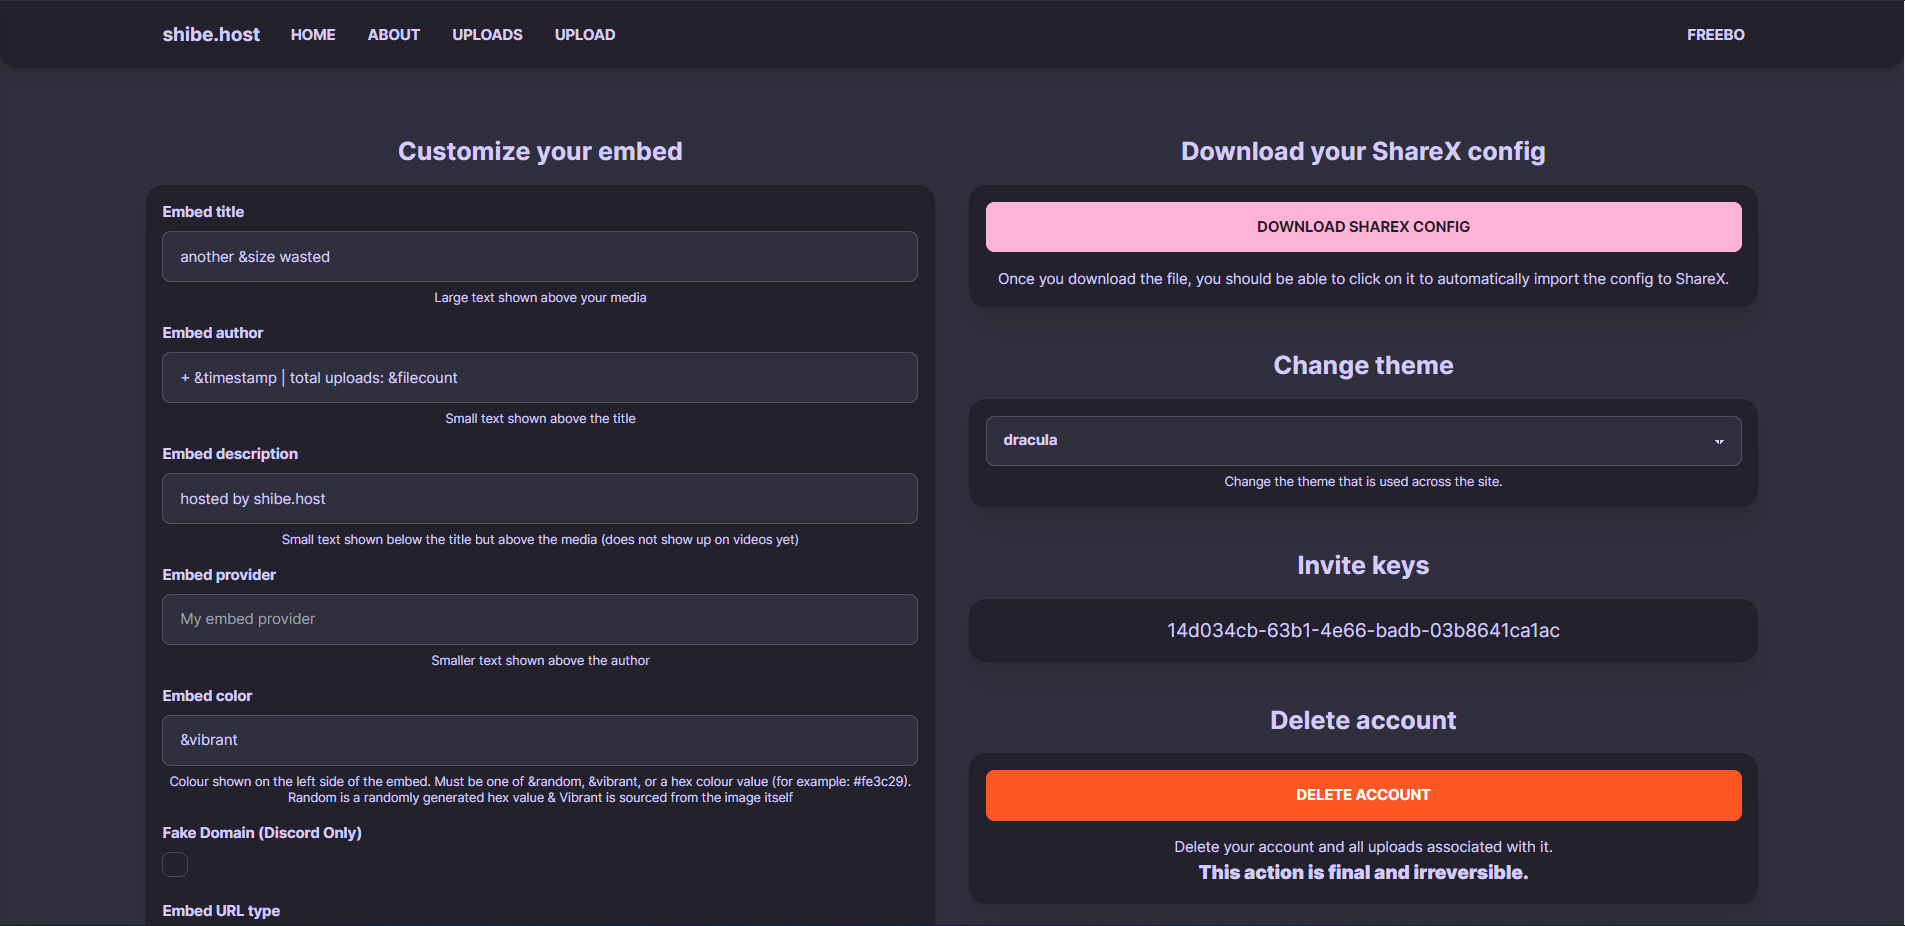 shibe.host HOME ABOUT UPLOADS UPLOAD FREEBO
Customize your embed
Embed title
another &size wasted
Large text shown above your media
Embed author
+ &timestamp | total uploads: &filecount
Small text shown above the title
Embed description
hosted by shibe.host
Small text shown below the title but above the media (does not show up on videos yet)
Embed provider
My embed provider
Smaller text shown above the author
Embed color
&vibrant
Colour shown on the left side of the embed. Must be one of &random, &vibrant, or a hex colour value (for example: #fe3c29).
Random is a randomly generated hex value & Vibrant is sourced from the image itself
Fake Domain (Discord Only)
Embed URL type
Download your ShareX config
DOWNLOAD SHAREX CONFIG
Once you download the file, you should be able to click on it to automatically import the config to ShareX.
Change theme
dracula
Change the theme that is used across the site.
Invite keys
14d034cb-63b1-4e66-badb-03b8641ca1ac
Delete account
DELETE ACCOUNT
Delete your account and all uploads associated with it.
This action is final and irreversible.